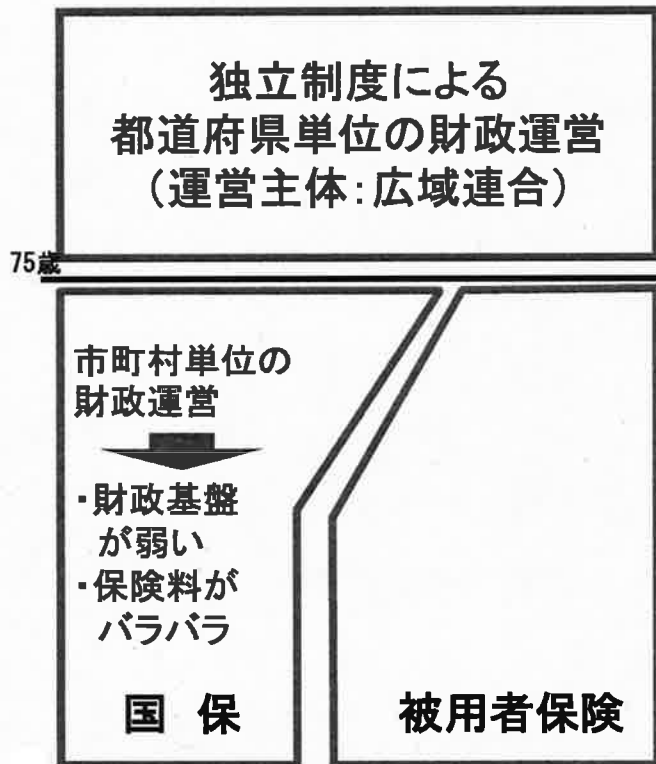 独立制度による
都道府県単位の財政運営
（運営主体：広域連合）
75歳
市町村単位の
財政運営
・財政基盤
が弱い
・保険料が
バラバラ
国 保
被用者保険